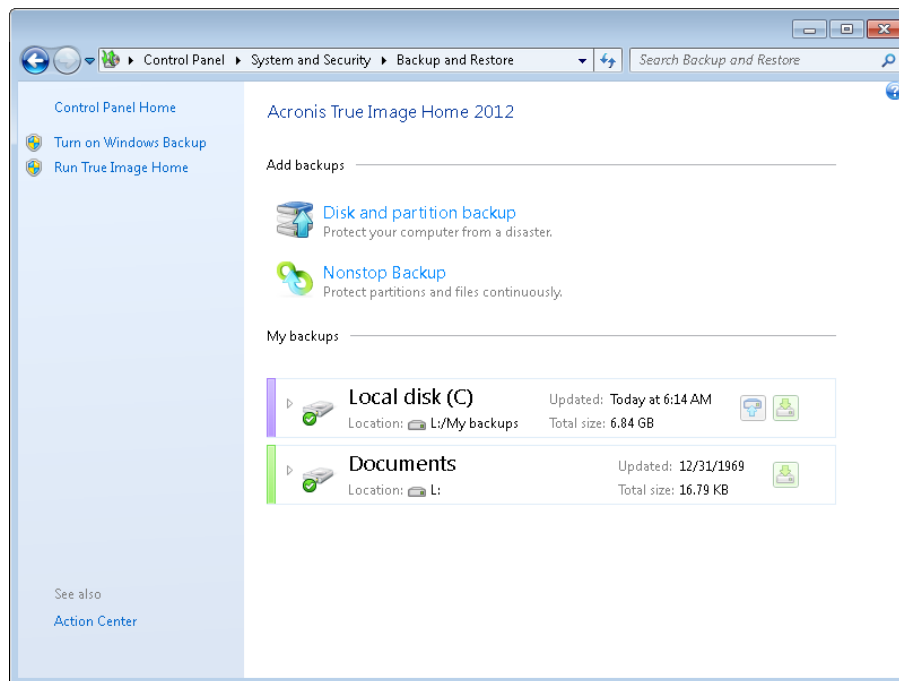 Control Panel System and Security Backup and Restore Search Backup and Restore
Control Panel Home
Turn on Windows Backup
Run True Image Home
See also
Action Center
Acronis True Image Home 2012
Add backups
Disk and partition backup
Protect your computer from a disaster.
Nonstop Backup
Protect partitions and files continuously.
My backups
Local disk (C) Updated: Today at 6:14 AM
Location: L:/My backups Total size: 6.84 GB
Documents Updated: 12/31/1969
Location: L: Total size: 16.79 KB